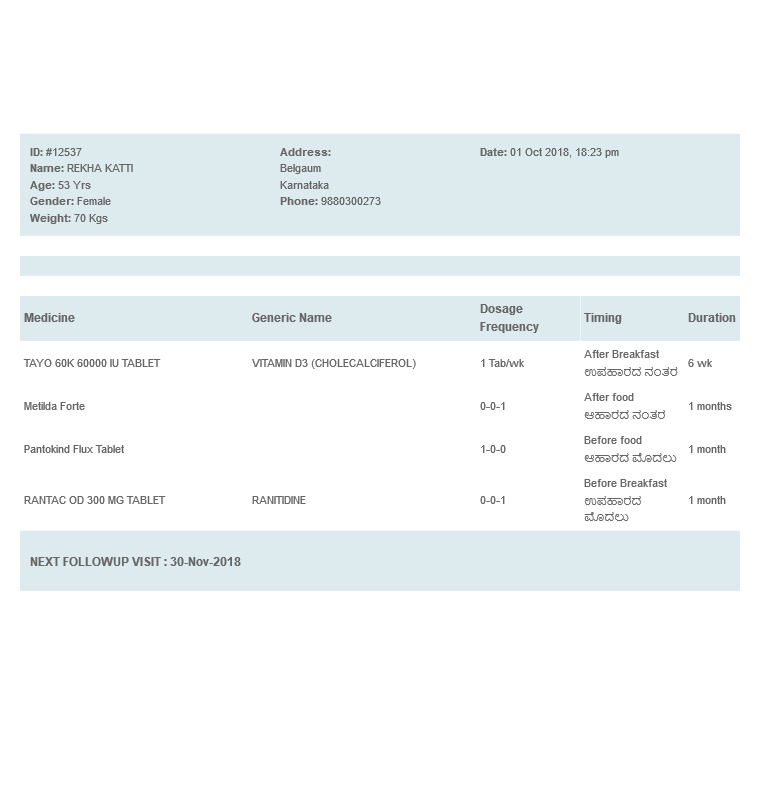 ID: #12537
Name: REKHA KATTI
Age: 53 Yrs
Gender: Female
Weight: 70 Kgs
Address:
Belgaum
Karnataka
Phone: 9880300273
Date: 01 Oct 2018, 18:23 pm
Medicine Generic Name Dosage Frequency Timing Duration
TAYO 60K 60000 IU TABLET VITAMIN D3 (CHOLECALCIFEROL) 1 Tab/wk After Breakfast 6 wk
ಉಪಹಾರದ ನಂತರ
Metilda Forte 0-0-1 After food 1 months
ಆಹಾರದ ನಂತರ
Pantokind Flux Tablet 1-0-0 Before food 1 month
ಆಹಾರದ ಮೊದಲು
RANTAC OD 300 MG TABLET RANITIDINE 0-0-1 Before Breakfast 1 month
ಉಪಹಾರದ
ಮೊದಲು
NEXT FOLLOWUP VISIT : 30-Nov-2018